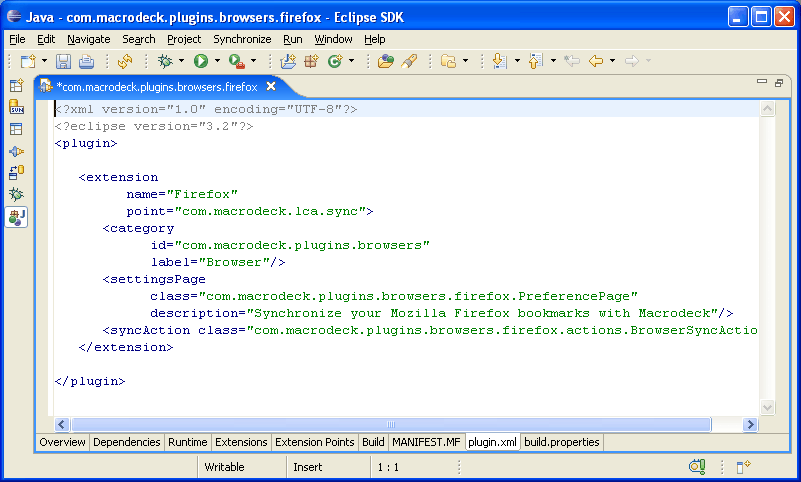 Java - com.macrodeck.plugins.browsers.firefox - Eclipse SDK
File Edit Navigate Search Project Synchronize Run Window Help
*com.macrodeck.plugins.browsers.firefox
SUN
J
<?xml version="1.0" encoding="UTF-8"?>
<?eclipse version="3.2"?>
<plugin>
<extension
name="Firefox"
point="com.macrodeck.lca.sync">
<category
id="com.macrodeck.plugins.browsers"
label="Browser"/>
<settingsPage
class="com.macrodeck.plugins.browsers.firefox.PreferencePage"
description="Synchronize your Mozilla Firefox bookmarks with Macrodeck"/>
<syncAction class="com.macrodeck.plugins.browsers.firefox.actions.BrowserSyncActio
</extension>
</plugin>
Overview Dependencies Runtime Extensions Extension Points Build MANIFEST.MF plugin.xml build.properties
Writable Insert 1 : 1